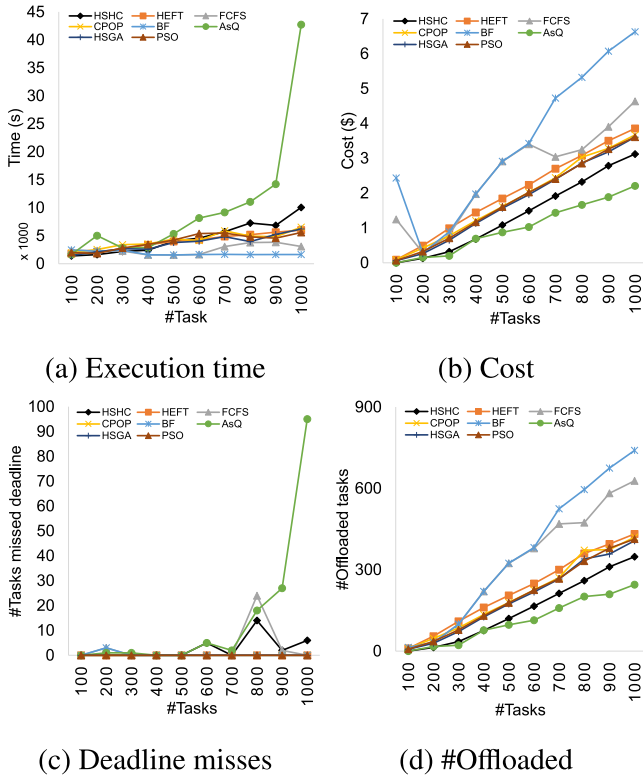 HSHC HEFT FCFS
CPOP BF AsQ
HSGA PSO
45
40
35
30
25
20
15
10
5
0
Time (s)
x 1000
100 200 300 400 500 600 700 800 900 1000
#Task
(a) Execution time
HSHC HEFT FCFS
CPOP BF AsQ
HSGA PSO
7
6
5
4
3
2
1
0
Cost ($)
100 200 300 400 500 600 700 800 900 1000
#Tasks
(b) Cost
HSHC HEFT FCFS
CPOP BF AsQ
HSGA PSO
100
90
80
70
60
50
40
30
20
10
0
#Tasks missed deadline
100 200 300 400 500 600 700 800 900 1000
#Tasks
(c) Deadline misses
HSHC HEFT FCFS
CPOP BF AsQ
HSGA PSO
900
600
300
0
#Offloaded tasks
100 200 300 400 500 600 700 800 900 1000
#Tasks
(d) #Offloaded